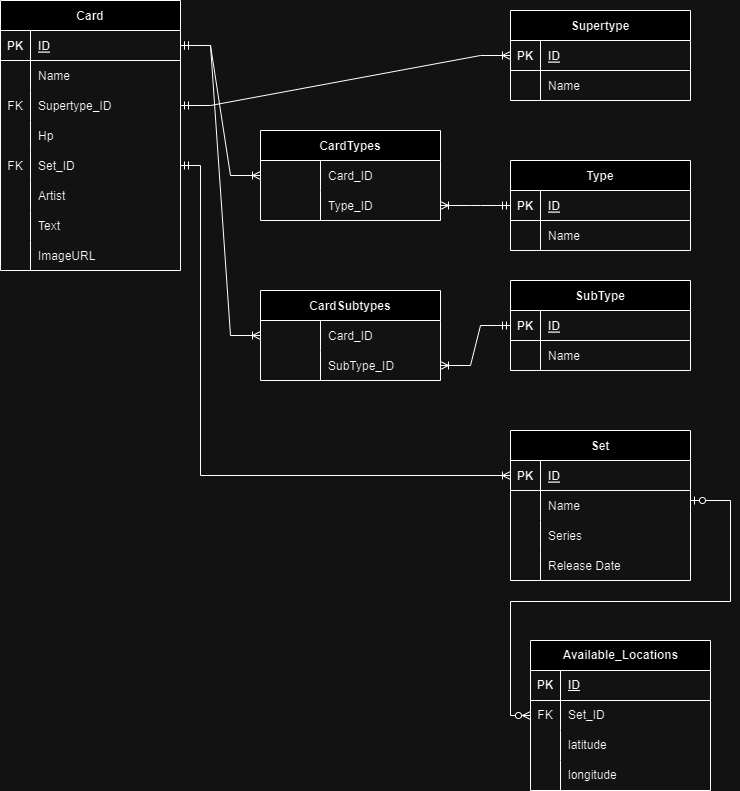 Card
PK ID
Name
FK Supertype_ID
Hp
FK Set_ID
Artist
Text
ImageURL
Supertype
PK ID
Name
CardTypes
Card_ID
Type_ID
Type
PK ID
Name
CardSubtypes
Card_ID
SubType_ID
SubType
PK ID
Name
Set
PK ID
Name
Series
Release Date
Available_Locations
PK ID
FK Set_ID
latitude
longitude